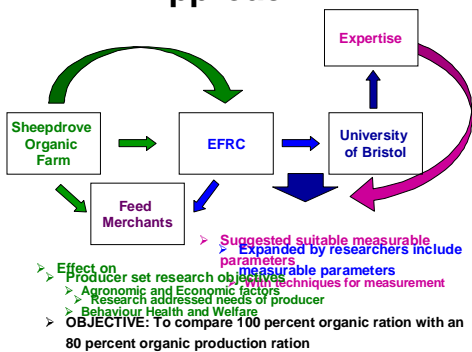 Expertise
Sheepdrove
Organic
Farm
EFRC
University
of Bristol
Feed
Merchants
➢ Suggested suitable measurable
parameters
➢ Expanded by researchers include
measurable parameters
➢ With techniques for measurement
➢ Effect on
➢ Producer set research objectives
➢ Agronomic and Economic factors
➢ Research addressed needs of producer
➢ Behaviour Health and Welfare
➢ OBJECTIVE: To compare 100 percent organic ration with an
80 percent organic production ration